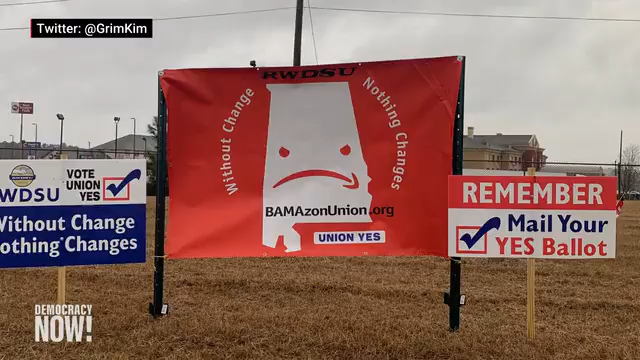 Twitter: @GrimKim
RWDSU
Without Change
Nothing Changes
BAMAzonUnion.org
UNION YES
WDSU
VOTE
UNION
YES
Without Change
Nothing Changes
REMEMBER
Mail Your
YES Ballot
DEMOCRACY
NOW!